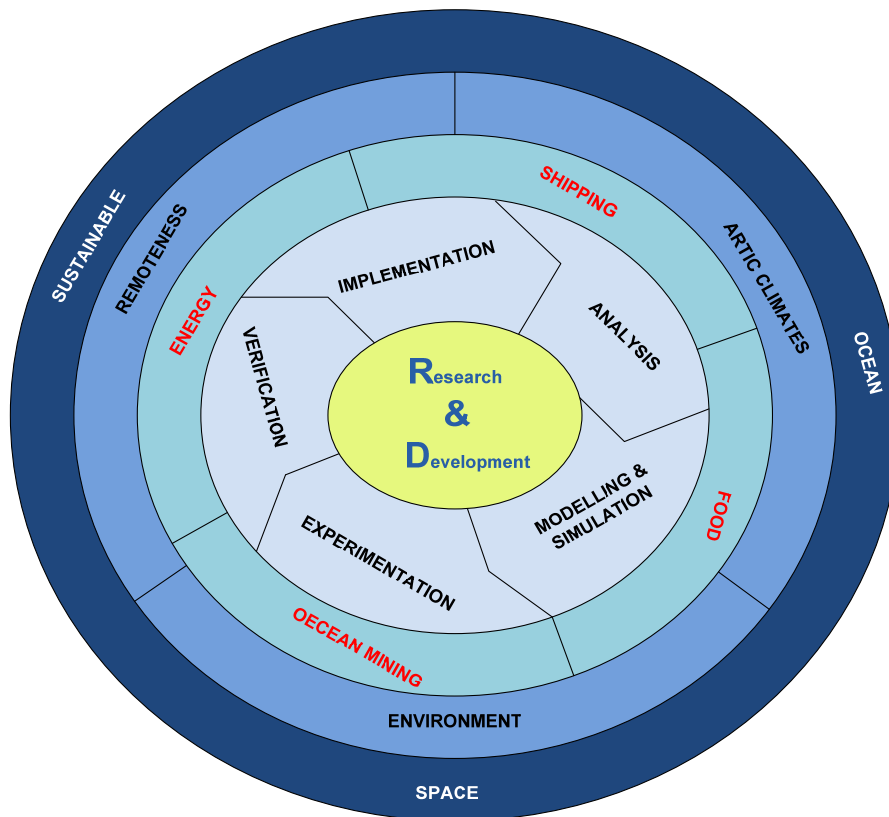 SUSTAINABLE
OCEAN
SPACE
REMOTENESS
ARTIC CLIMATES
ENVIRONMENT
SHIPPING
ENERGY
FOOD
OECEAN MINING
IMPLEMENTATION
ANALYSIS
MODELLING &
SIMULATION
EXPERIMENTATION
VERIFICATION
Research
&
Development